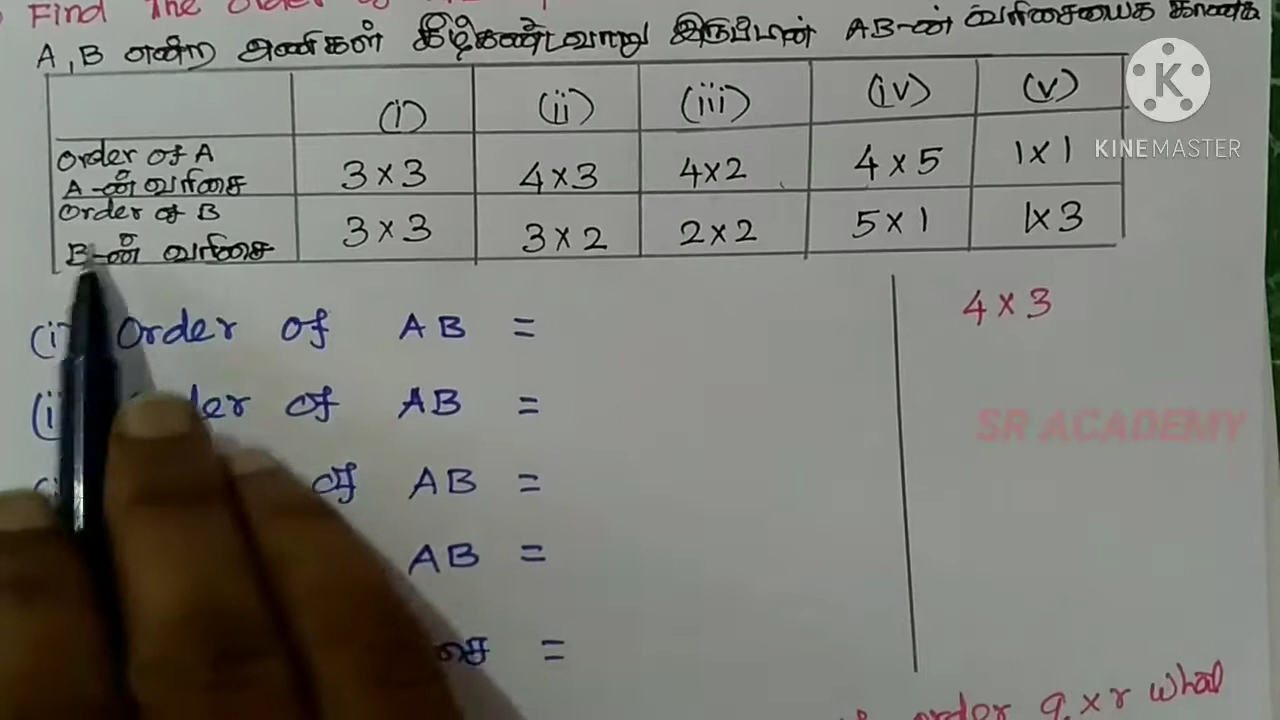 Find The Order of
A, B என்ற அணிகள் கீழ்கண்டவாறு இருப்பின் AB-ன் வரிசையைக் காண்க
(i) (ii) (iii) (iv) (v)
Order of A
A-ன் வரிசை 3×3 4×3 4×2 4×5 1×1
Order of B
B-ன் வரிசை 3×3 3×2 2×2 5×1 1×3
K
KINEMASTER
(i) Order of AB =
4×3
of AB =
SR ACADEMY
of AB =
AB =
=
order q×r what